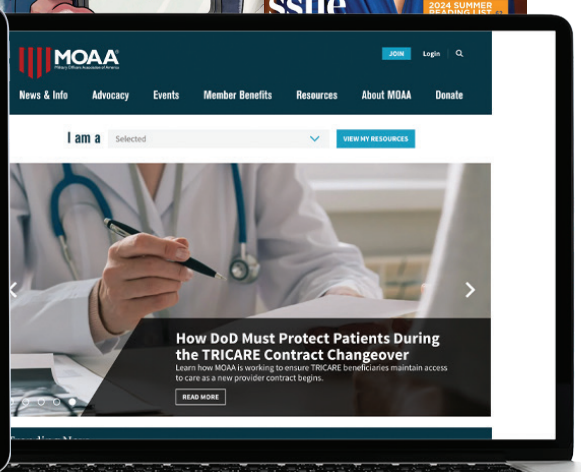 ssue
2024 SUMMER
READING LIST
MOAA
Military Officers Association of America
JOIN
Login
News & Info
Advocacy
Events
Member Benefits
Resources
About MOAA
Donate
I am a
Selected
VIEW MY RESOURCES
How DoD Must Protect Patients During
the TRICARE Contract Changeover
Learn how MOAA is working to ensure TRICARE beneficiaries maintain access
to care as a new provider contract begins.
READ MORE